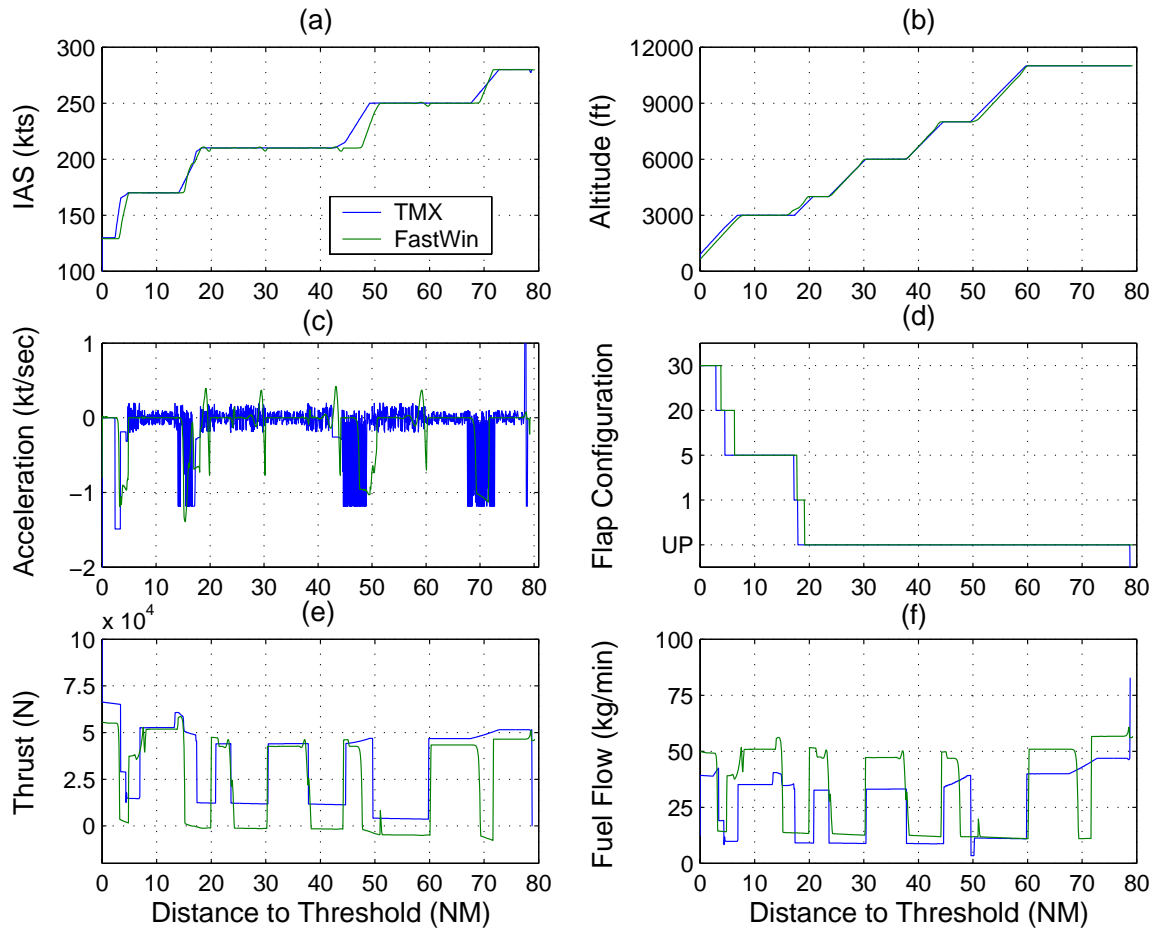 (a)
300
250
200
150
100
IAS (kts)
0 10 20 30 40 50 60 70 80
TMX
FastWin
(b)
12000
9000
6000
3000
0
Altitude (ft)
0 10 20 30 40 50 60 70 80
(c)
1
0
−1
−2
Acceleration (kt/sec)
0 10 20 30 40 50 60 70 80
(d)
30
20
5
1
UP
Flap Configuration
0 10 20 30 40 50 60 70 80
(e)
x 10^4
10
7.5
5
2.5
0
Thrust (N)
0 10 20 30 40 50 60 70 80
Distance to Threshold (NM)
(f)
100
75
50
25
0
Fuel Flow (kg/min)
0 10 20 30 40 50 60 70 80
Distance to Threshold (NM)